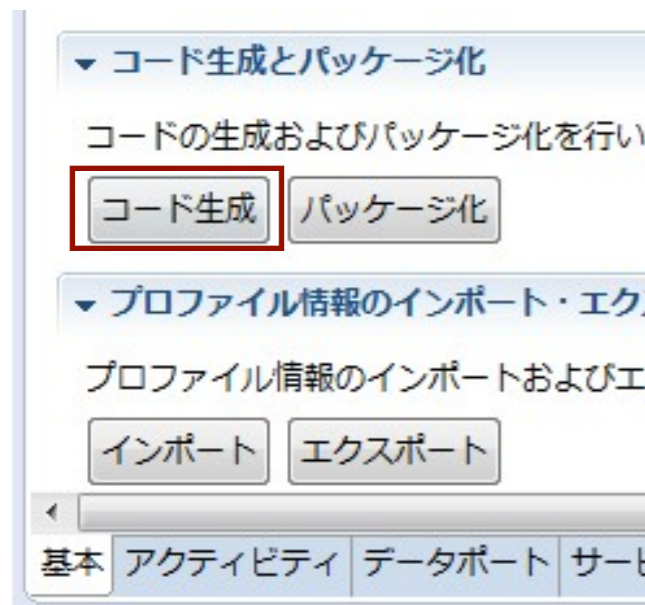 コード生成とパッケージ化
コードの生成およびパッケージ化を行い
コード生成 パッケージ化
プロファイル情報のインポート・エク
プロファイル情報のインポートおよびエ
インポート エクスポート
基本 アクティビティ データポート サービ